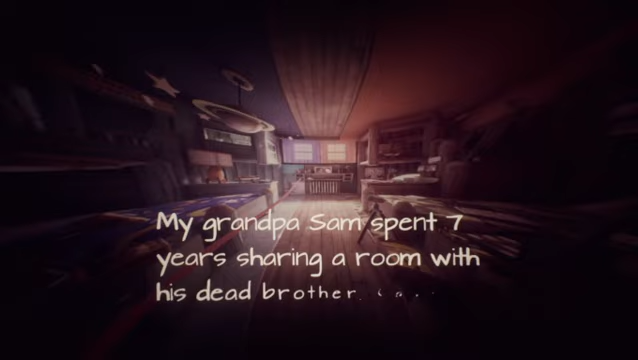 My grandpa Sam spent 7
years sharing a room with
his dead brother.